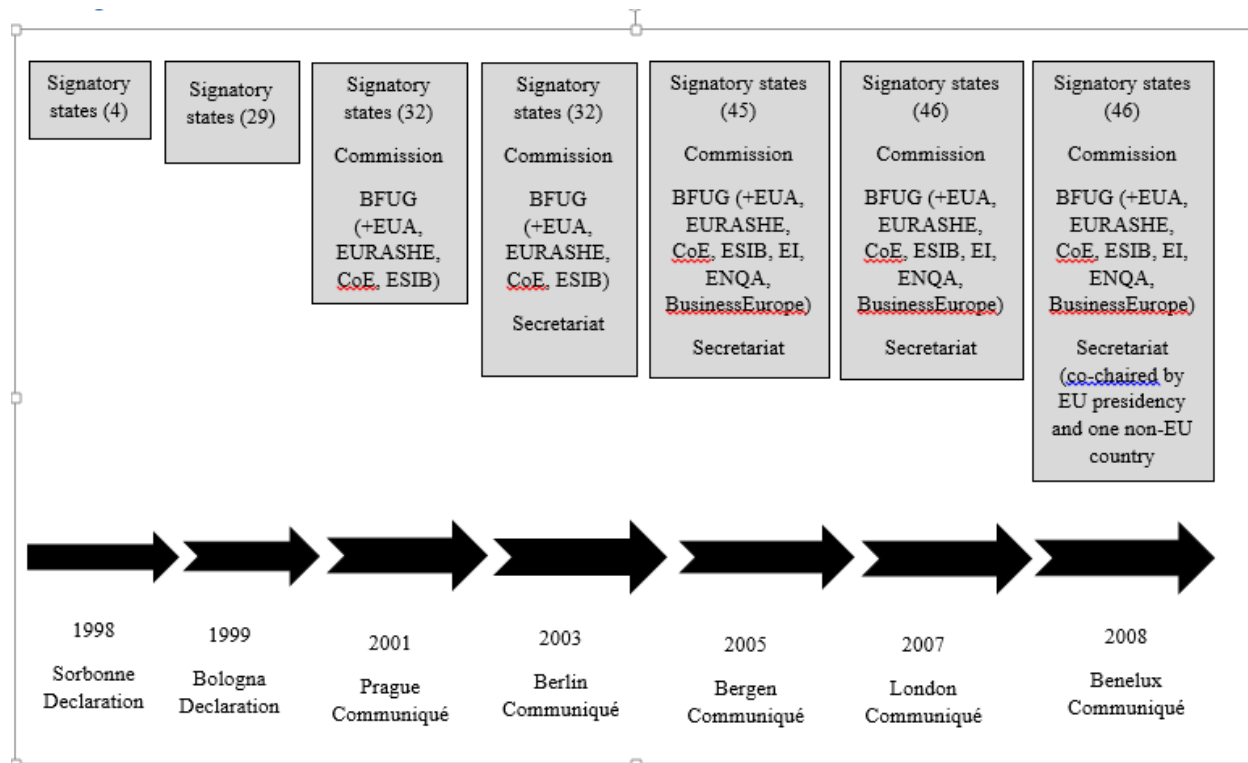 Signatory
states (4)
Signatory
states (29)
Signatory
states (32)
Commission
BFUG
(+EUA,
EURASHE,
CoE, ESIB)
Signatory
states (32)
Commission
BFUG
(+EUA,
EURASHE,
CoE, ESIB)
Secretariat
Signatory states
(45)
Commission
BFUG (+EUA,
EURASHE,
CoE, ESIB, EI,
ENQA,
BusinessEurope)
Secretariat
Signatory states
(46)
Commission
BFUG (+EUA,
EURASHE,
CoE, ESIB, EI,
ENQA,
BusinessEurope)
Secretariat
Signatory states
(46)
Commission
BFUG (+EUA,
EURASHE,
CoE, ESIB, EI,
ENQA,
BusinessEurope)
Secretariat
(co-chaired by
EU presidency
and one non-EU
country
1998
Sorbonne
Declaration
1999
Bologna
Declaration
2001
Prague
Communiqué
2003
Berlin
Communiqué
2005
Bergen
Communiqué
2007
London
Communiqué
2008
Benelux
Communiqué